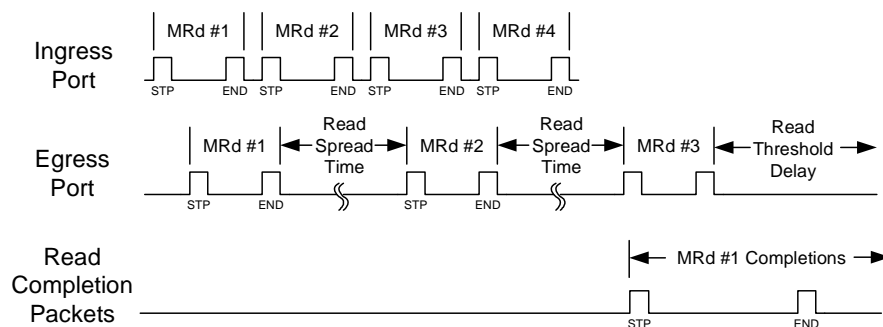 MRd #1 MRd #2 MRd #3 MRd #4
Ingress
Port
STP END STP END STP END STP END
MRd #1
Read
Spread
Time
MRd #2
Read
Spread
Time
MRd #3
Read
Threshold
Delay
Egress
Port
STP END STP END
Read
Completion
Packets
MRd #1 Completions
STP END